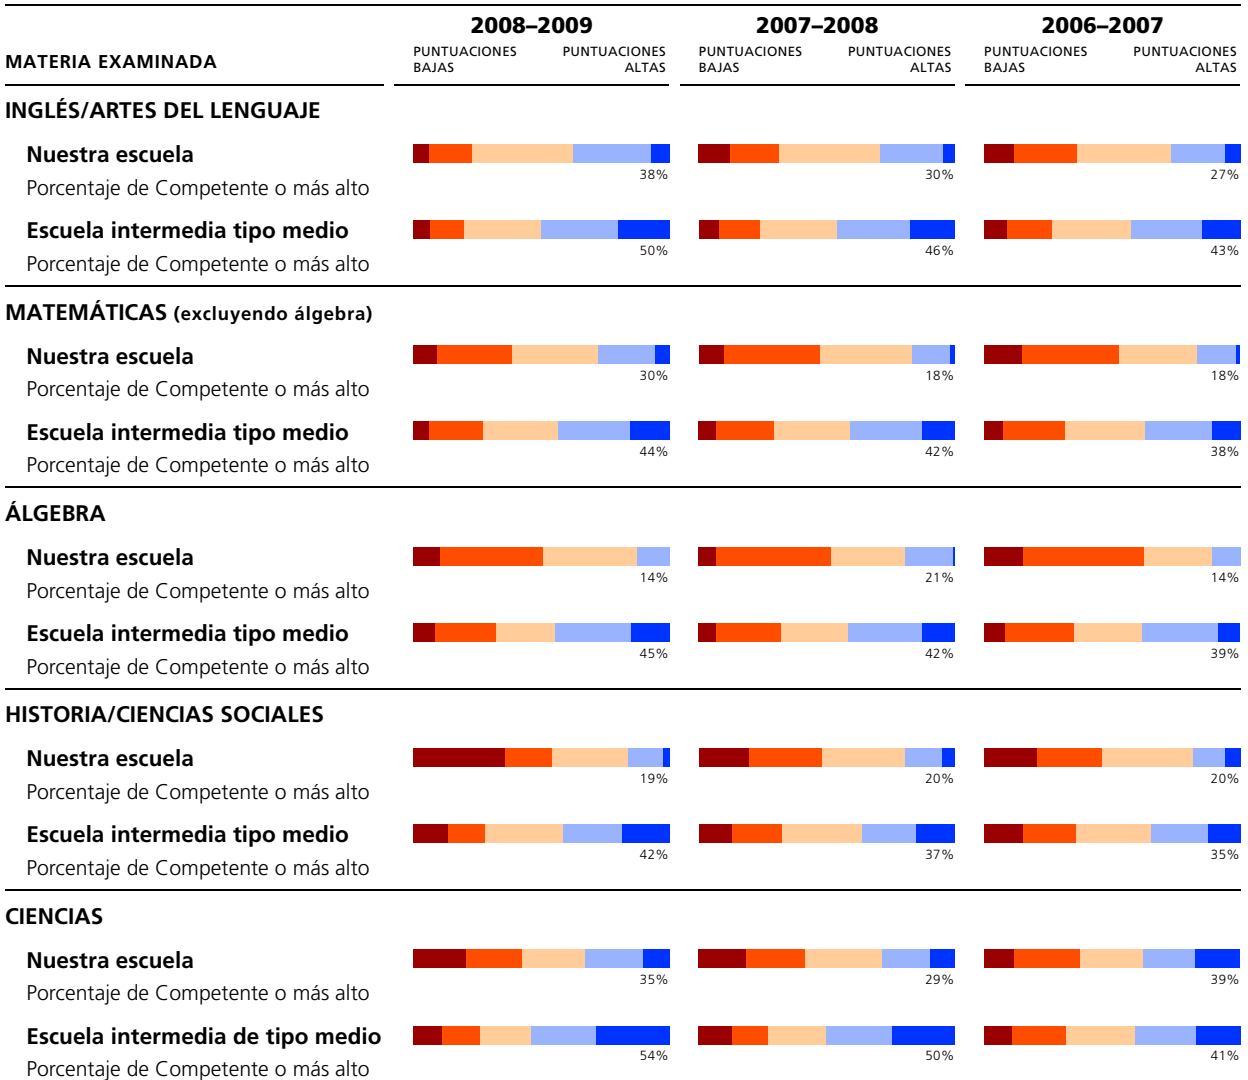 2008–2009 2007–2008 2006–2007
MATERIA EXAMINADA PUNTUACIONES BAJAS PUNTUACIONES ALTAS PUNTUACIONES BAJAS PUNTUACIONES ALTAS PUNTUACIONES BAJAS PUNTUACIONES ALTAS
INGLÉS/ARTES DEL LENGUAJE
Nuestra escuela
Porcentaje de Competente o más alto 38% 30% 27%
Escuela intermedia tipo medio
Porcentaje de Competente o más alto 50% 46% 43%
MATEMÁTICAS (excluyendo álgebra)
Nuestra escuela
Porcentaje de Competente o más alto 30% 18% 18%
Escuela intermedia tipo medio
Porcentaje de Competente o más alto 44% 42% 38%
ÁLGEBRA
Nuestra escuela
Porcentaje de Competente o más alto 14% 21% 14%
Escuela intermedia tipo medio
Porcentaje de Competente o más alto 45% 42% 39%
HISTORIA/CIENCIAS SOCIALES
Nuestra escuela
Porcentaje de Competente o más alto 19% 20% 20%
Escuela intermedia tipo medio
Porcentaje de Competente o más alto 42% 37% 35%
CIENCIAS
Nuestra escuela
Porcentaje de Competente o más alto 35% 29% 39%
Escuela intermedia de tipo medio
Porcentaje de Competente o más alto 54% 50% 41%